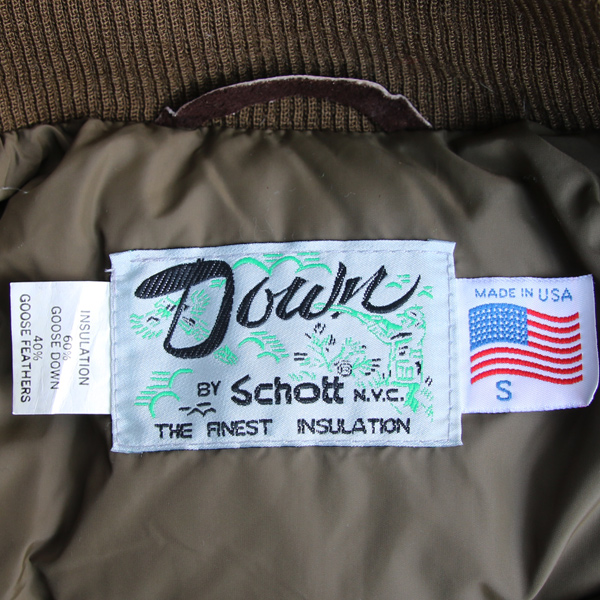 INSULATION
60%
GOOSE DOWN
40%
GOOSE FEATHERS
Down
BY Schott N.Y.C.
THE FINEST INSULATION
MADE IN USA
S